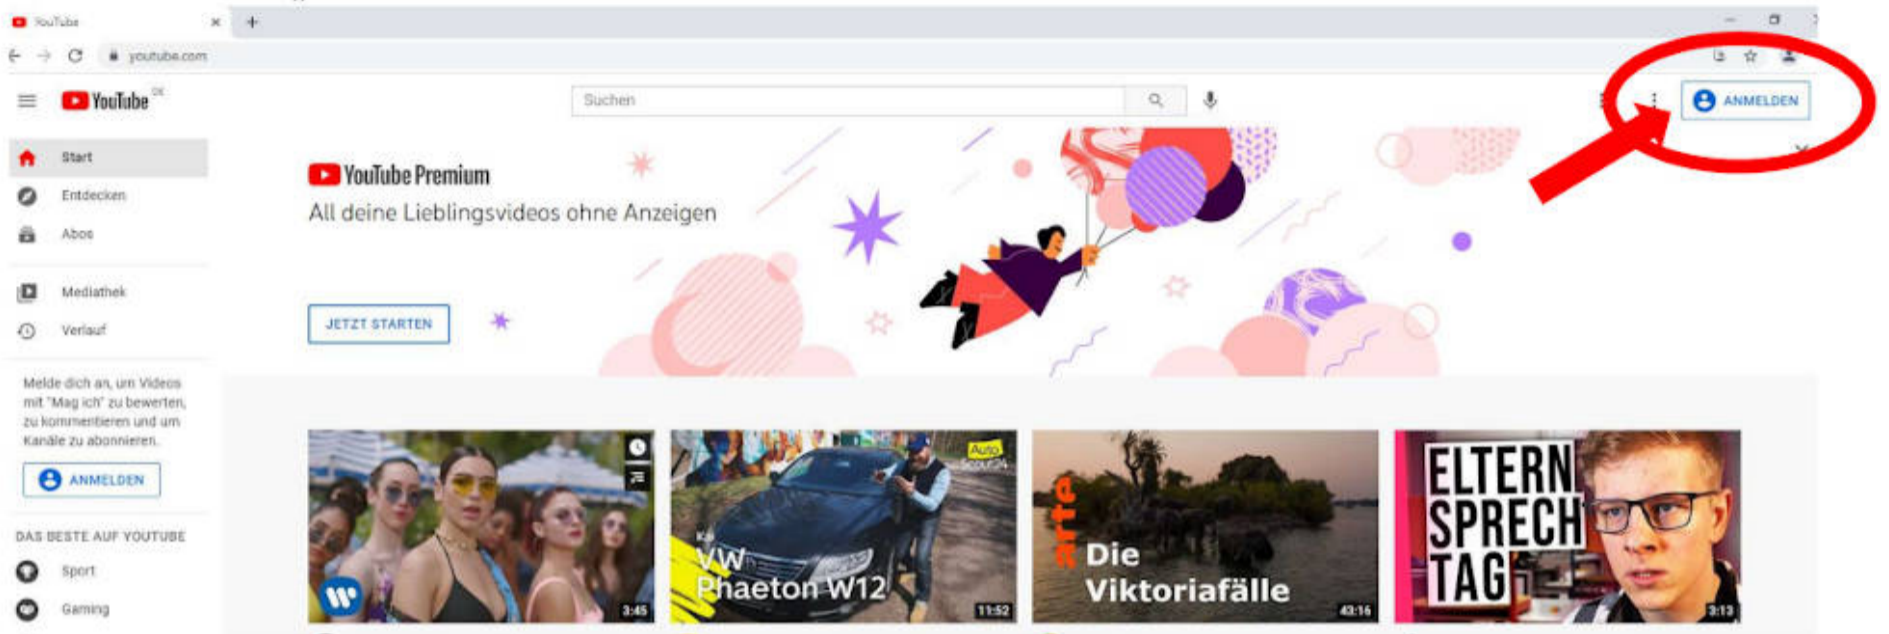 YouTube
youtube.com
YouTube DE
Suchen
ANMELDEN
Start
Entdecken
Abos
Mediathek
Verlauf
Melde dich an, um Videos
mit "Mag ich" zu bewerten,
zu kommentieren und um
Kanäle zu abonnieren.
ANMELDEN
DAS BESTE AUF YOUTUBE
Sport
Gaming
YouTube Premium
All deine Lieblingsvideos ohne Anzeigen
JETZT STARTEN
3:45
Auto
Scout24
VW
Phaeton W12
11:52
arte
Die
Viktoriafälle
43:16
ELTERN
SPRECH
TAG
3:13